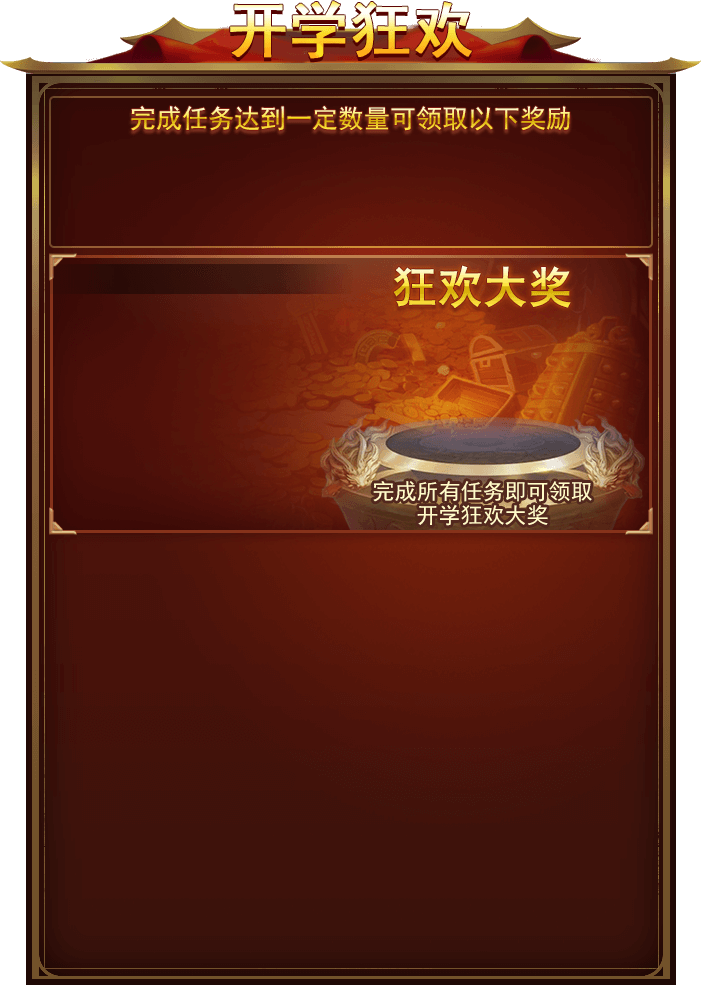 开学狂欢
完成任务达到一定数量可领取以下奖励
狂欢大奖
完成所有任务即可领取
开学狂欢大奖